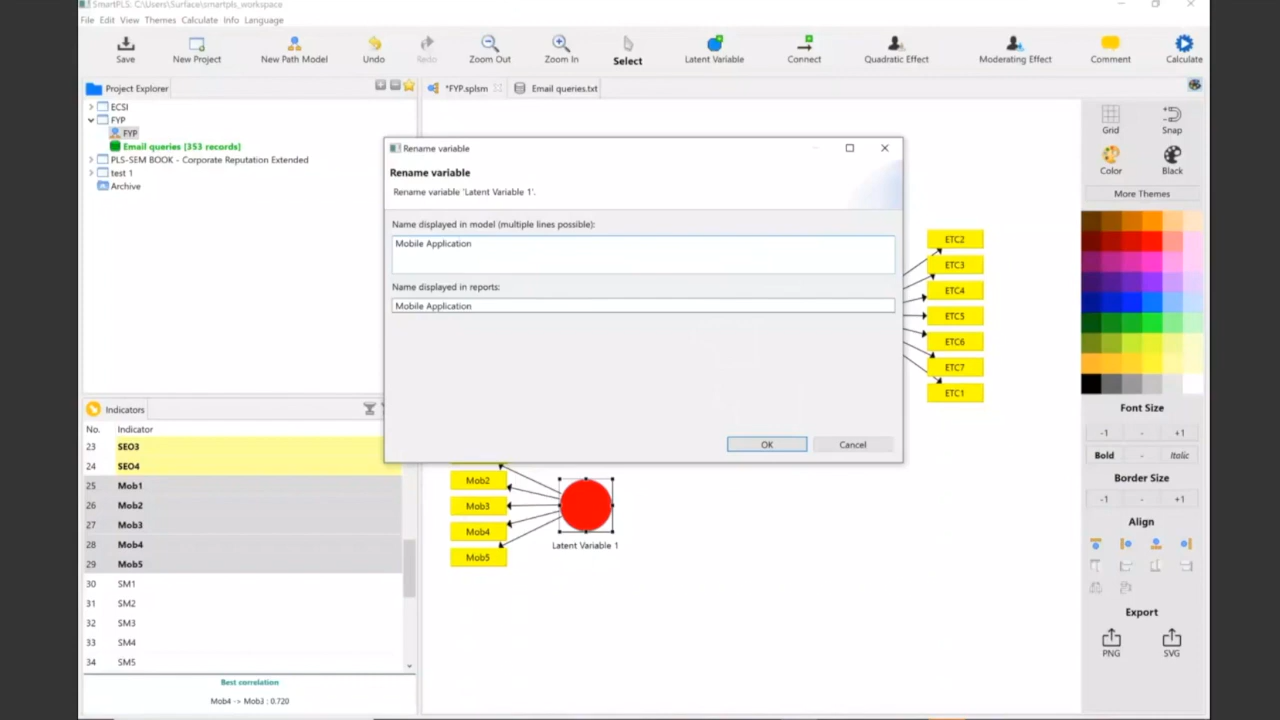 SmartPLS: C:\Users\Surface\smartpls_workspace
File Edit View Themes Calculate Info Language
Save New Project New Path Model Undo Redo Zoom Out Zoom In Select Latent Variable Connect Quadratic Effect Moderating Effect Comment Calculate
Project Explorer
*FYP.splsm Email queries.txt
ECSI
FYP
FYP
Email queries [353 records]
PLS-SEM BOOK - Corporate Reputation Extended
test 1
Archive
Rename variable
Rename variable
Rename variable 'Latent Variable 1'.
Name displayed in model (multiple lines possible):
Mobile Application
Name displayed in reports:
Mobile Application
OK Cancel
ETC2
ETC3
ETC4
ETC5
ETC6
ETC7
ETC1
Mob2
Mob3
Mob4
Mob5
Latent Variable 1
Indicators
No. Indicator
23 SEO3
24 SEO4
25 Mob1
26 Mob2
27 Mob3
28 Mob4
29 Mob5
30 SM1
31 SM2
32 SM3
33 SM4
34 SM5
Best correlation
Mob4 -> Mob3 : 0.720
Grid Snap
Color Black
More Themes
Font Size
-1 - +1
Bold - Italic
Border Size
-1 - +1
Align
Export
PNG SVG